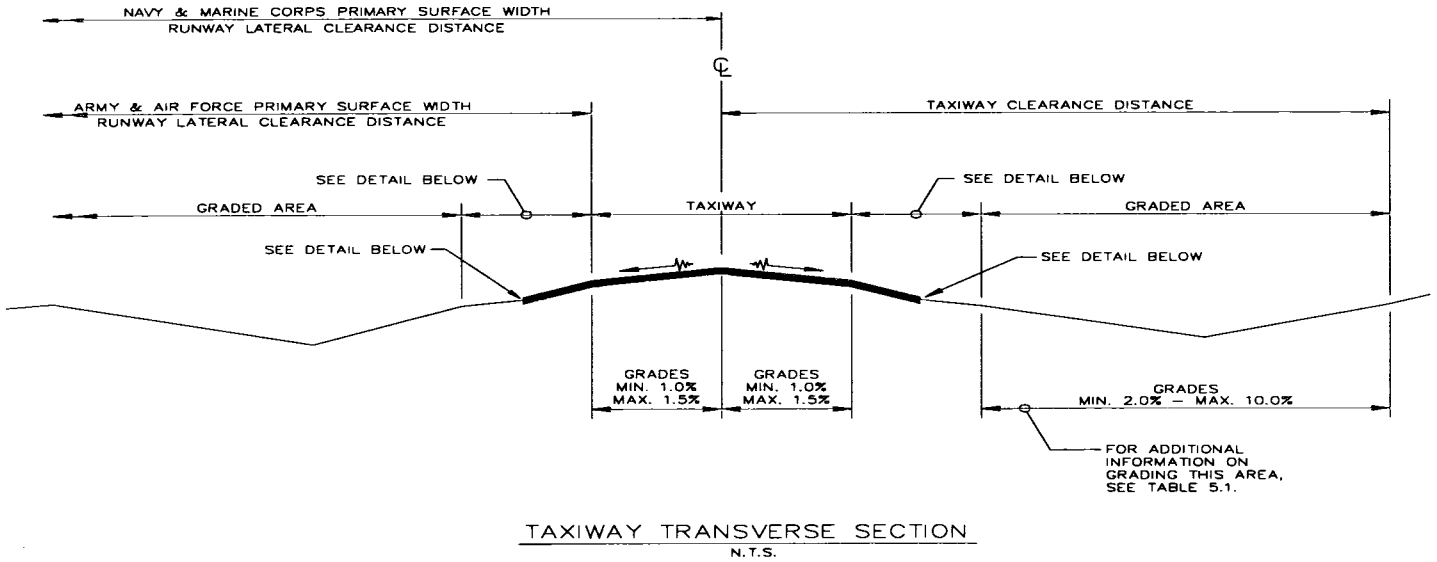 NAVY & MARINE CORPS PRIMARY SURFACE WIDTH
RUNWAY LATERAL CLEARANCE DISTANCE
℄
ARMY & AIR FORCE PRIMARY SURFACE WIDTH
RUNWAY LATERAL CLEARANCE DISTANCE
TAXIWAY CLEARANCE DISTANCE
SEE DETAIL BELOW
SEE DETAIL BELOW
GRADED AREA
TAXIWAY
GRADED AREA
SEE DETAIL BELOW
SEE DETAIL BELOW
GRADES
MIN. 1.0%
MAX. 1.5%
GRADES
MIN. 1.0%
MAX. 1.5%
GRADES
MIN. 2.0% – MAX. 10.0%
FOR ADDITIONAL
INFORMATION ON
GRADING THIS AREA,
SEE TABLE 5.1.
TAXIWAY TRANSVERSE SECTION
N.T.S.